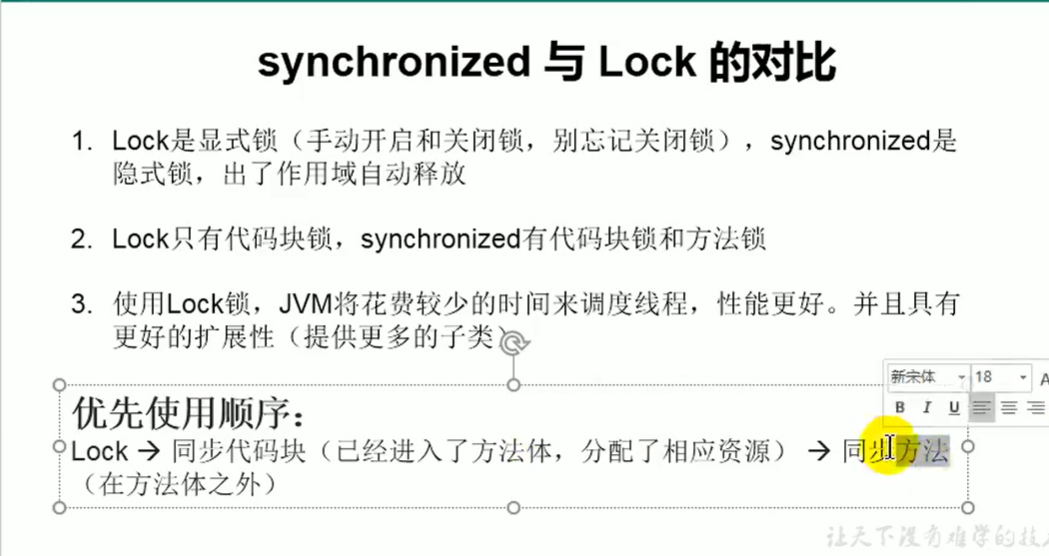 synchronized 与 Lock 的对比
1. Lock是显式锁（手动开启和关闭锁，别忘记关闭锁），synchronized是
隐式锁，出了作用域自动释放
2. Lock只有代码块锁，synchronized有代码块锁和方法锁
3. 使用Lock锁，JVM将花费较少的时间来调度线程，性能更好。并且具有
更好的扩展性（提供更多的子类）
新宋体 18 A
B I U
优先使用顺序：
Lock → 同步代码块（已经进入了方法体，分配了相应资源） → 同步方法
（在方法体之外）
让天下没有难学的技